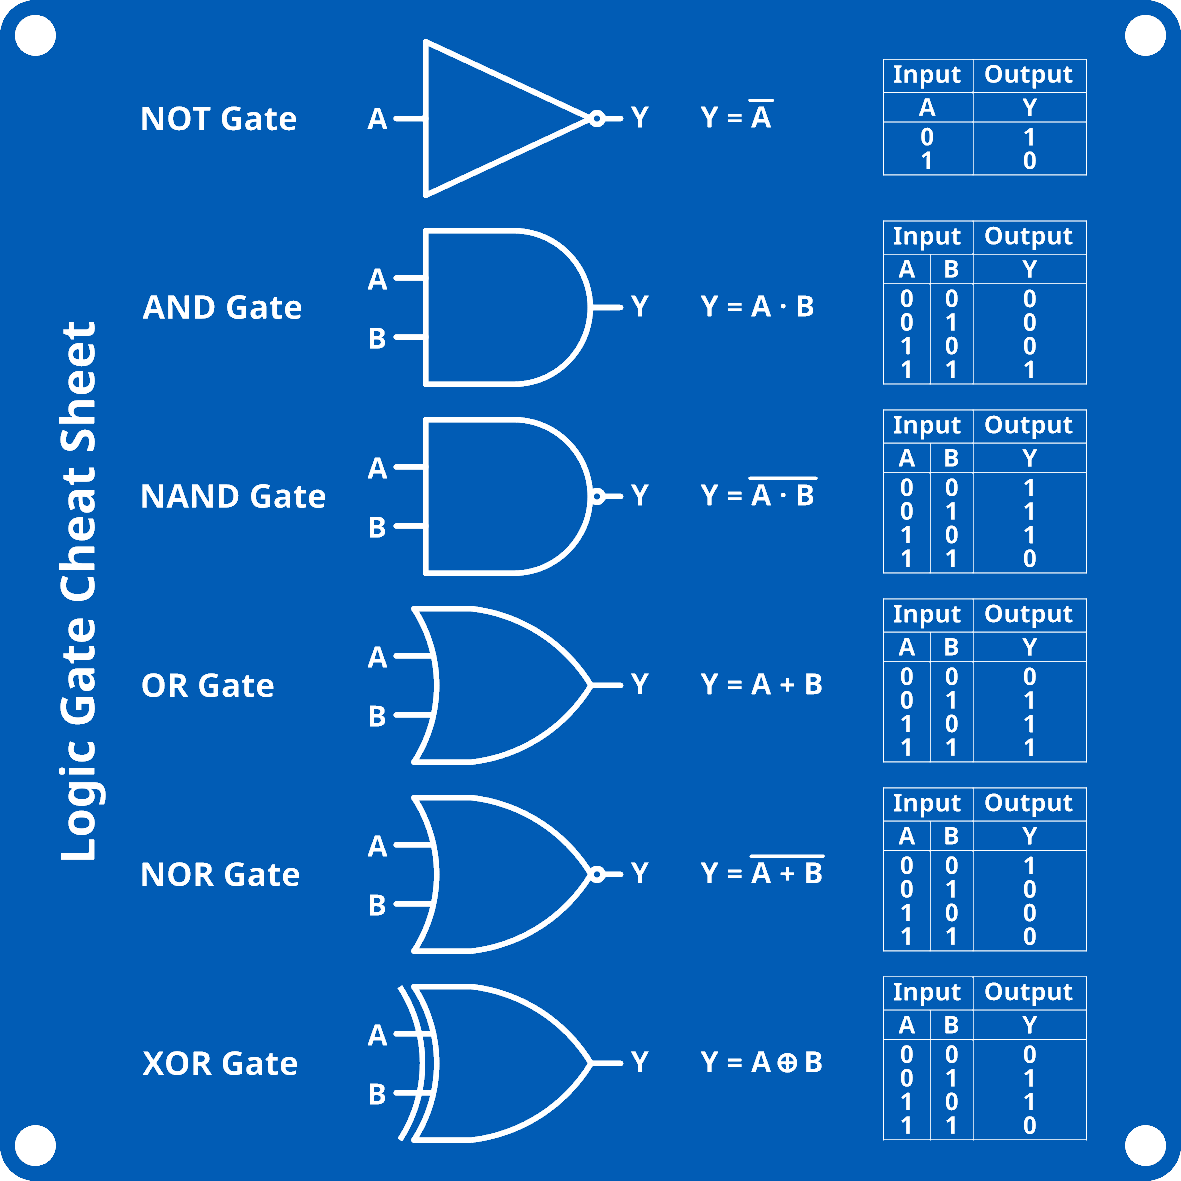 Logic Gate Cheat Sheet
NOT Gate
A
Y
Y = A̅
Input Output
A Y
0 1
1 0
AND Gate
A
B
Y
Y = A · B
Input Output
A B Y
0 0 0
0 1 0
1 0 0
1 1 1
NAND Gate
A
B
Y
Y = A̅ ̅·̅ ̅B̅
Input Output
A B Y
0 0 1
0 1 1
1 0 1
1 1 0
OR Gate
A
B
Y
Y = A + B
Input Output
A B Y
0 0 0
0 1 1
1 0 1
1 1 1
NOR Gate
A
B
Y
Y = A̅ ̅+̅ ̅B̅
Input Output
A B Y
0 0 1
0 1 0
1 0 0
1 1 0
XOR Gate
A
B
Y
Y = A ⊕ B
Input Output
A B Y
0 0 0
0 1 1
1 0 1
1 1 0